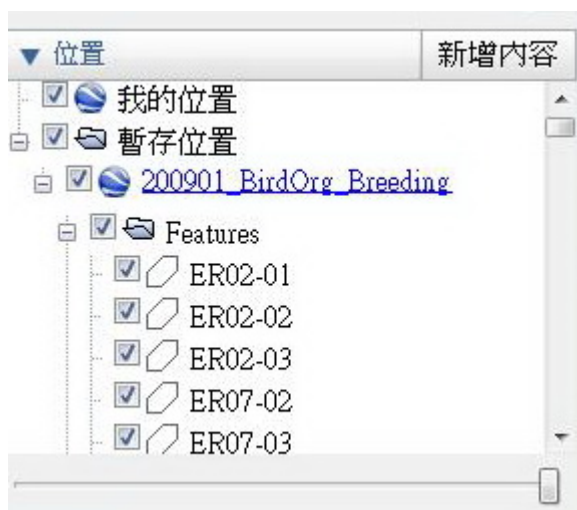 ▼ 位置 新增內容
我的位置
暫存位置
200901_BirdOrg_Breeding
Features
ER02-01
ER02-02
ER02-03
ER07-02
ER07-03